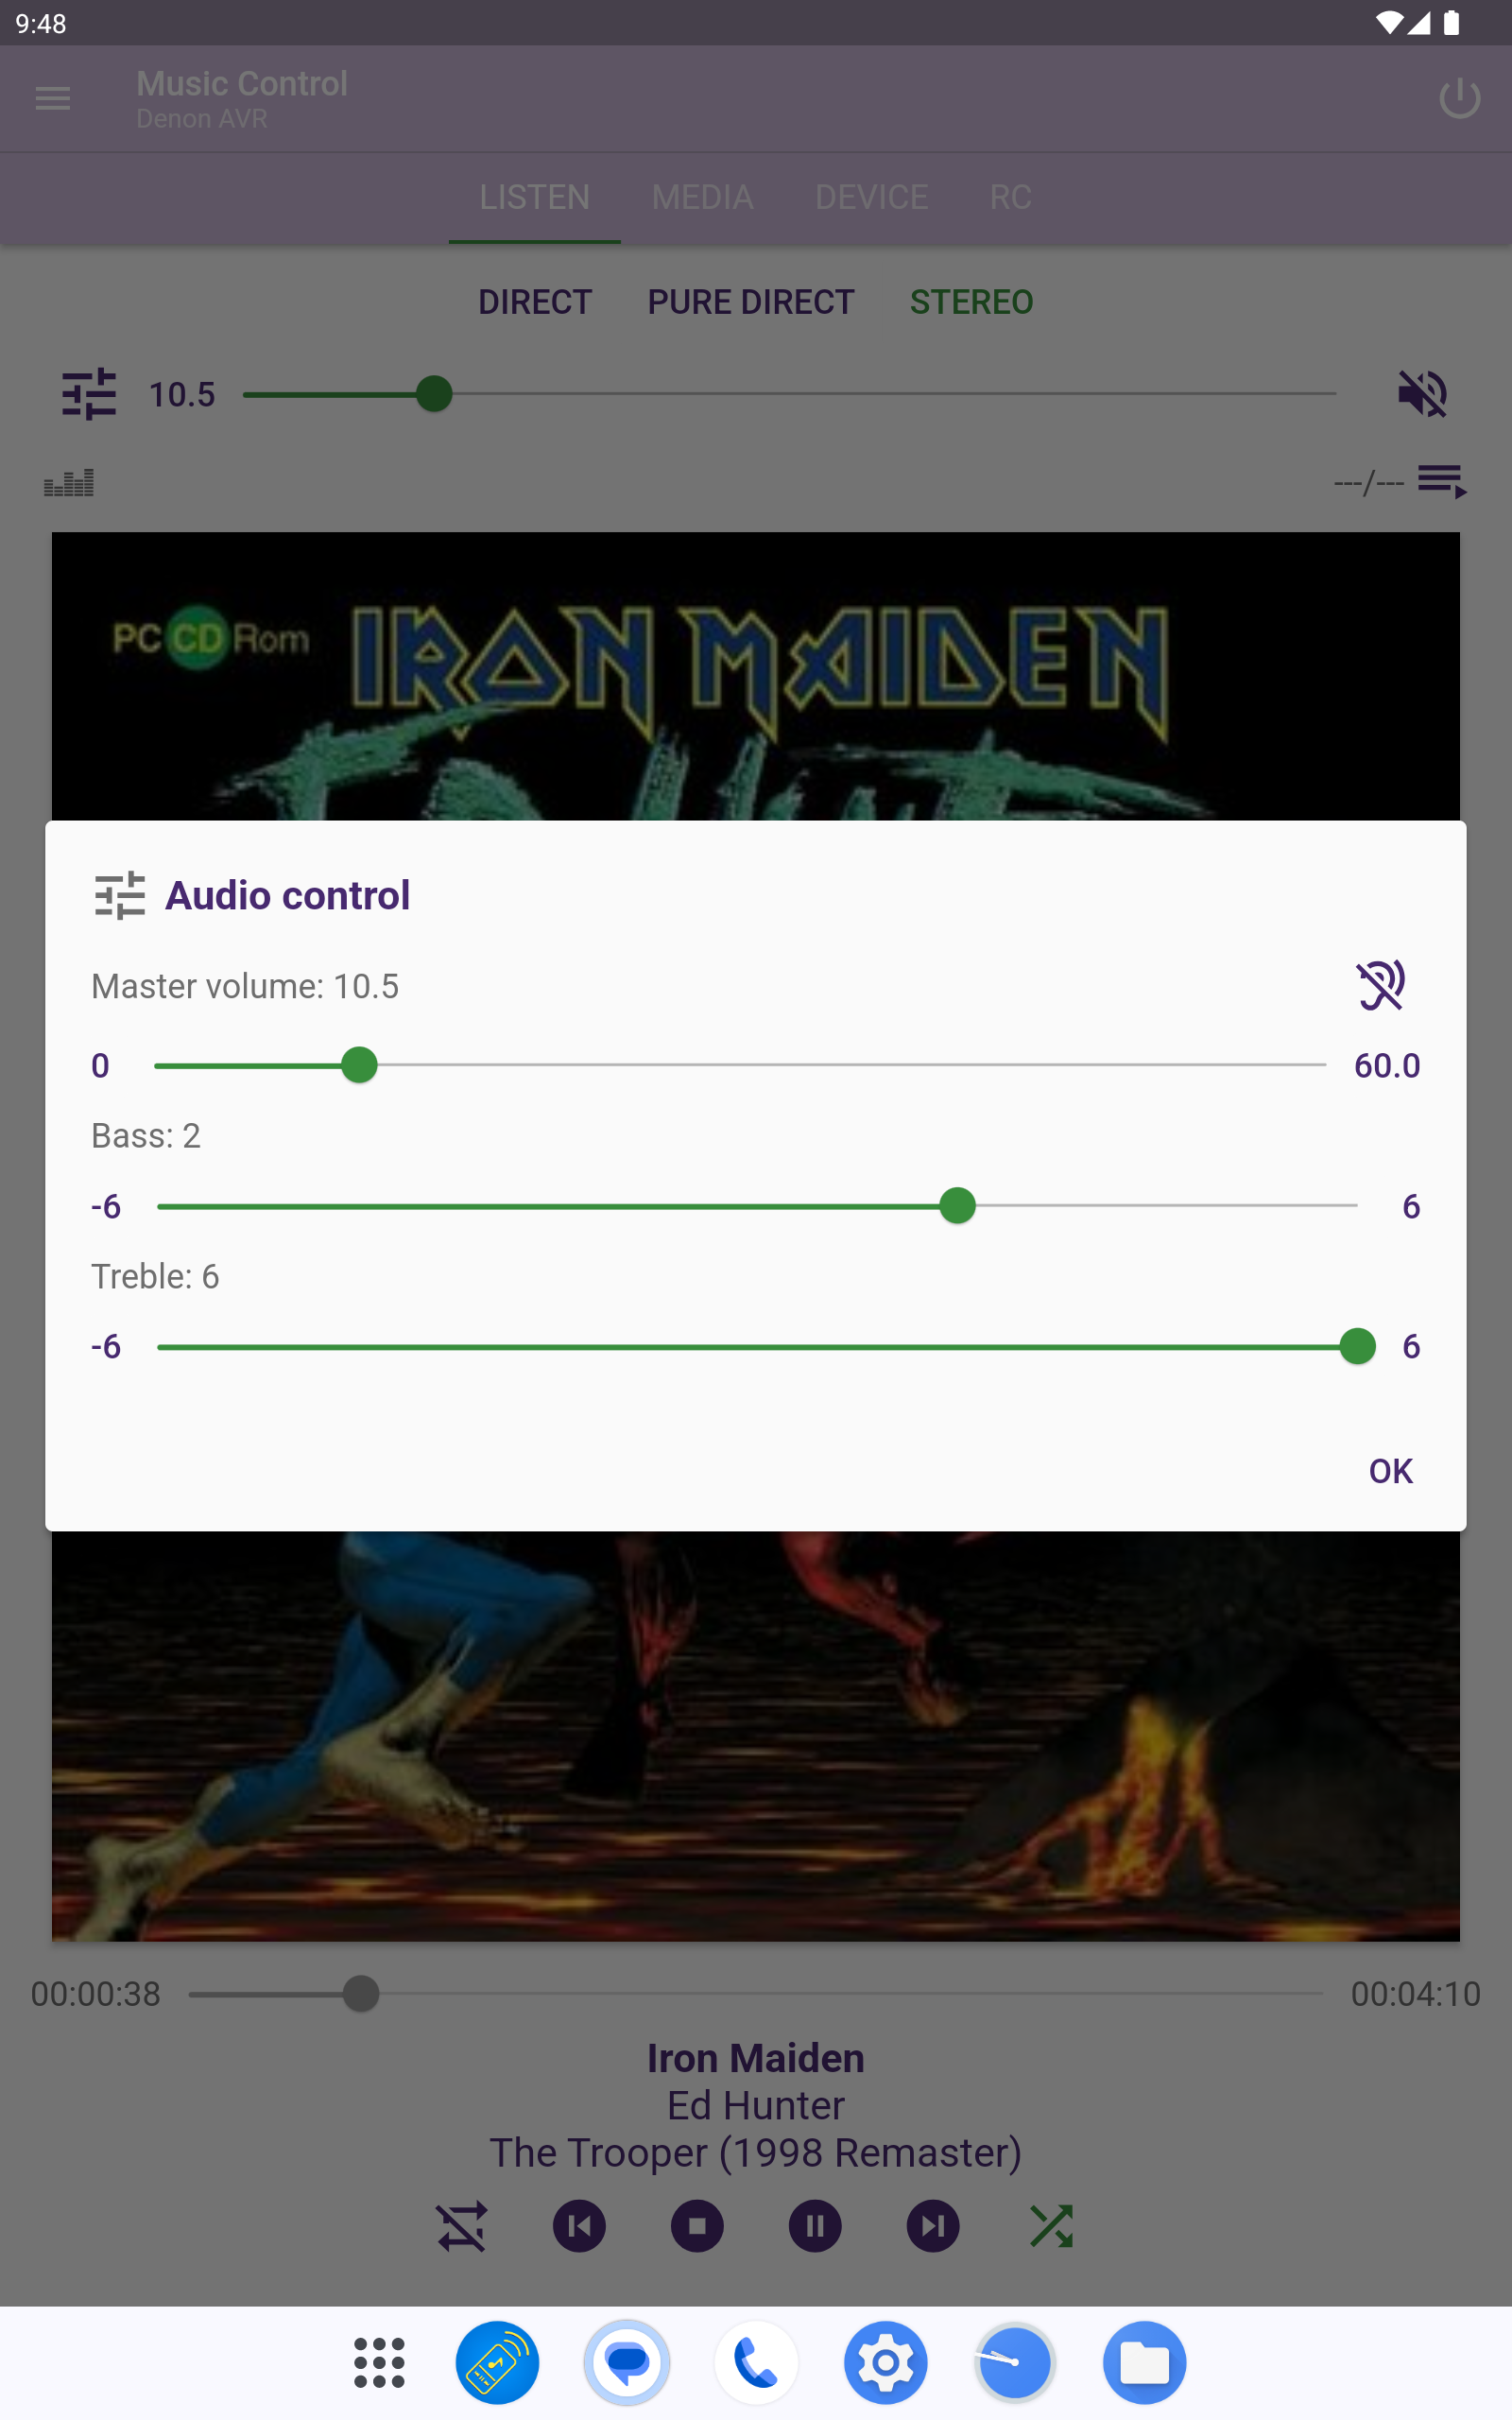 9:48
Music Control
Denon AVR
LISTEN MEDIA DEVICE RC
DIRECT PURE DIRECT STEREO
10.5
---/---
PC CD Rom IRON MAIDEN
Audio control
Master volume: 10.5
0 60.0
Bass: 2
-6 6
Treble: 6
-6 6
OK
00:00:38 00:04:10
Iron Maiden
Ed Hunter
The Trooper (1998 Remaster)